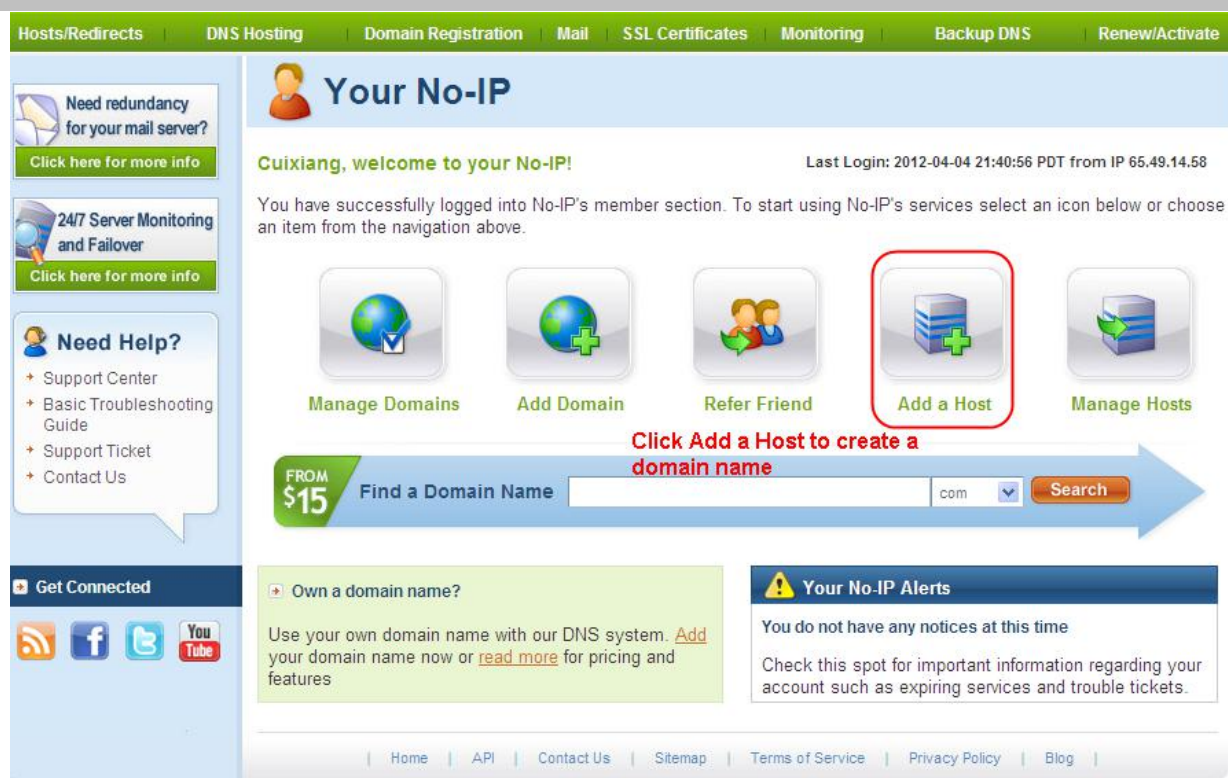 Hosts/Redirects | DNS Hosting | Domain Registration | Mail | SSL Certificates | Monitoring | Backup DNS | Renew/Activate
Need redundancy
for your mail server?
Click here for more info
24/7 Server Monitoring
and Failover
Click here for more info
Need Help?
Support Center
Basic Troubleshooting
Guide
Support Ticket
Contact Us
Get Connected
You
Tube
Your No-IP
Cuixiang, welcome to your No-IP!
Last Login: 2012-04-04 21:40:56 PDT from IP 65.49.14.58
You have successfully logged into No-IP's member section. To start using No-IP's services select an icon below or choose
an item from the navigation above.
Manage Domains
Add Domain
Refer Friend
Add a Host
Manage Hosts
Click Add a Host to create a
domain name
FROM
$15
Find a Domain Name
com
Search
Own a domain name?
Use your own domain name with our DNS system. Add
your domain name now or read more for pricing and
features
Your No-IP Alerts
You do not have any notices at this time
Check this spot for important information regarding your
account such as expiring services and trouble tickets.
| Home | API | Contact Us | Sitemap | Terms of Service | Privacy Policy | Blog |